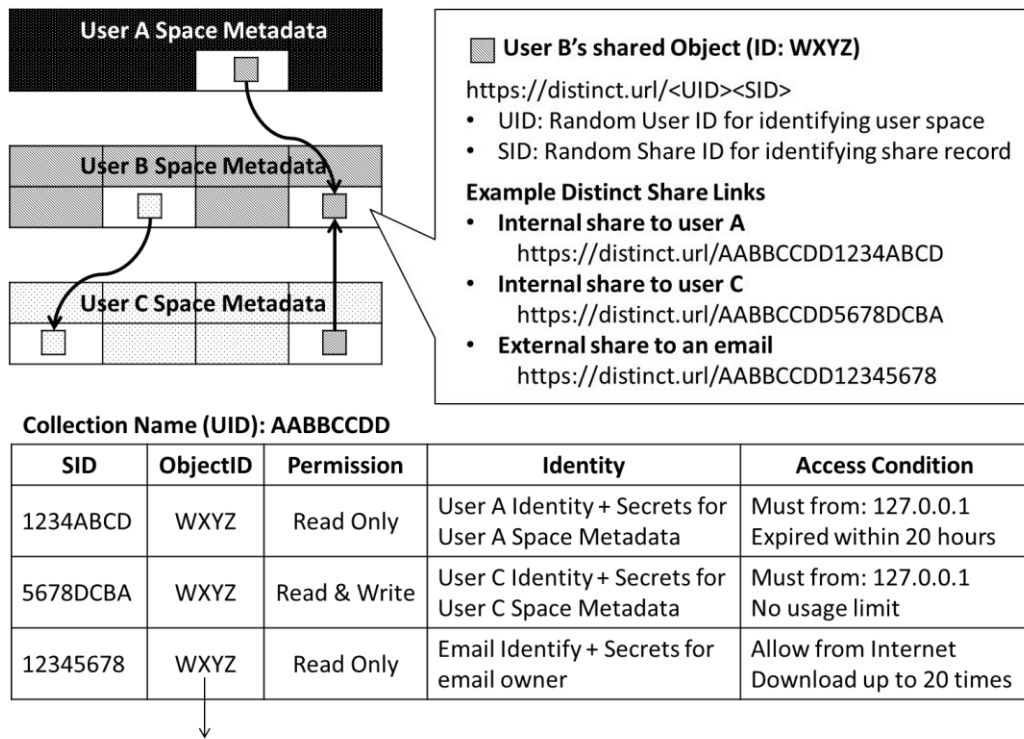 User A Space Metadata
User B Space Metadata
User C Space Metadata
User B's shared Object (ID: WXYZ)
https://distinct.url/<UID><SID>
• UID: Random User ID for identifying user space
• SID: Random Share ID for identifying share record
Example Distinct Share Links
• Internal share to user A
https://distinct.url/AABBCCDD1234ABCD
• Internal share to user C
https://distinct.url/AABBCCDD5678DCBA
• External share to an email
https://distinct.url/AABBCCDD12345678
Collection Name (UID): AABBCCDD
SID ObjectID Permission Identity Access Condition
1234ABCD WXYZ Read Only User A Identity + Secrets for User A Space Metadata Must from: 127.0.0.1 Expired within 20 hours
5678DCBA WXYZ Read & Write User C Identity + Secrets for User C Space Metadata Must from: 127.0.0.1 No usage limit
12345678 WXYZ Read Only Email Identify + Secrets for email owner Allow from Internet Download up to 20 times